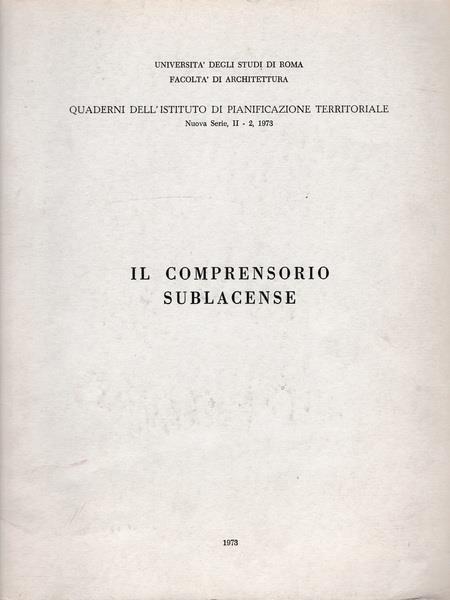 UNIVERSITA' DEGLI STUDI DI ROMA
FACOLTA' DI ARCHITETTURA
QUADERNI DELL'ISTITUTO DI PIANIFICAZIONE TERRITORIALE
Nuova Serie, II - 2, 1973
IL COMPRENSORIO
SUBLACENSE
1973